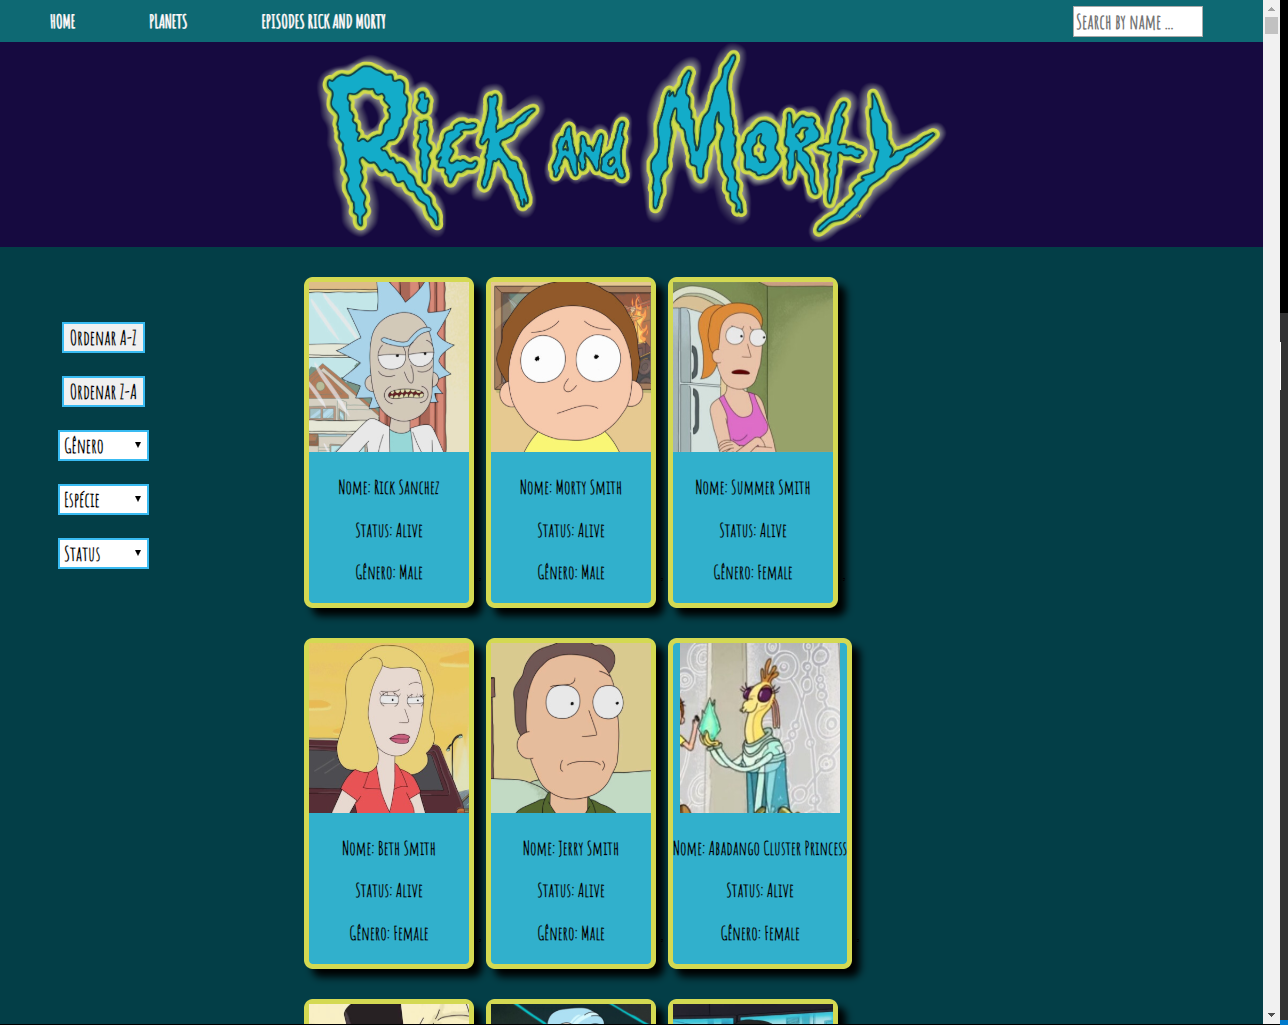 HOME PLANETS EPISODES RICK AND MORTY Search by name ...
Rick and Morty
Ordenar A-Z
Ordenar Z-A
Gênero
Espécie
Status
Nome: Rick Sanchez
Status: Alive
Gênero: Male
Nome: Morty Smith
Status: Alive
Gênero: Male
Nome: Summer Smith
Status: Alive
Gênero: Female
Nome: Beth Smith
Status: Alive
Gênero: Female
Nome: Jerry Smith
Status: Alive
Gênero: Male
Nome: Abadango Cluster Princess
Status: Alive
Gênero: Female